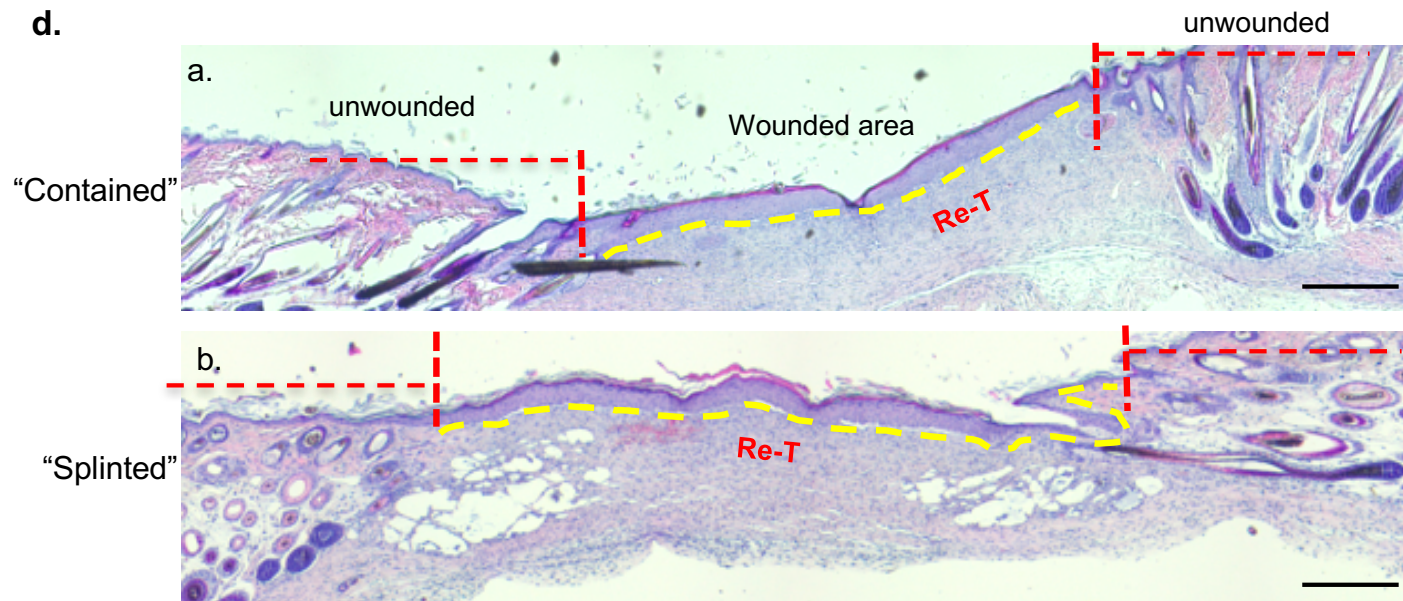 d.
unwounded
a.
unwounded
Wounded area
“Contained”
Re-T
b.
“Splinted”
Re-T